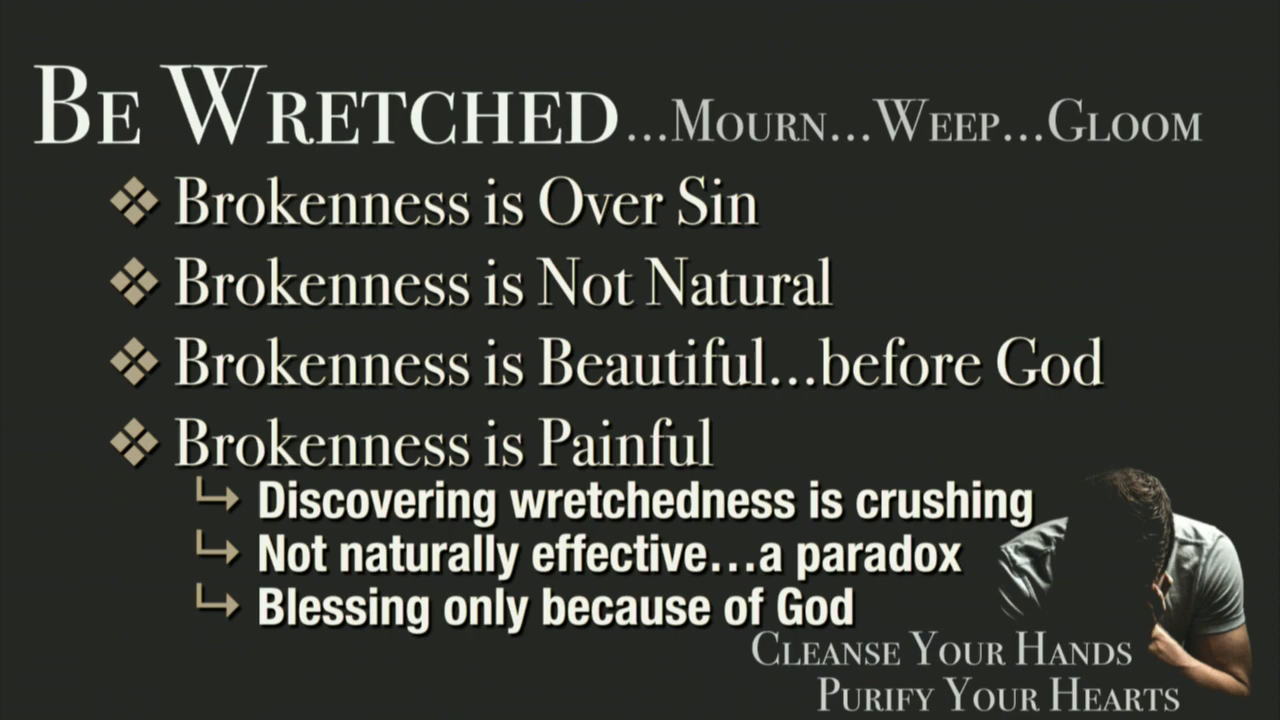 Be Wretched...Mourn...Weep...Gloom
Brokenness is Over Sin
Brokenness is Not Natural
Brokenness is Beautiful...before God
Brokenness is Painful
Discovering wretchedness is crushing
Not naturally effective...a paradox
Blessing only because of God
Cleanse Your Hands
Purify Your Hearts